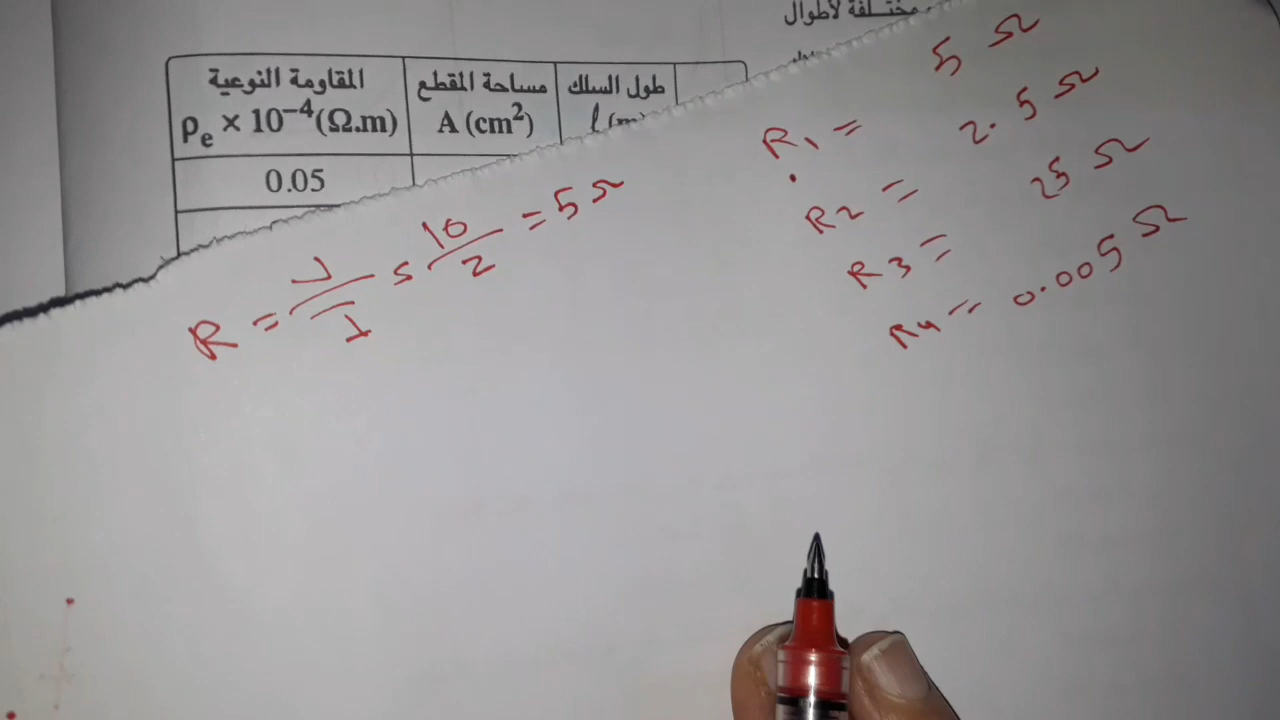 مختلفة لأطوال
المقاومة النوعية ρe × 10⁻⁴(Ω.m) | مساحة المقطع A (cm²) | طول السلك ℓ (m)
0.05
R = V/I = 10/2 = 5 Ω
R1 = 5 Ω
R2 = 2.5 Ω
R3 = 25 Ω
R4 = 0.005 Ω